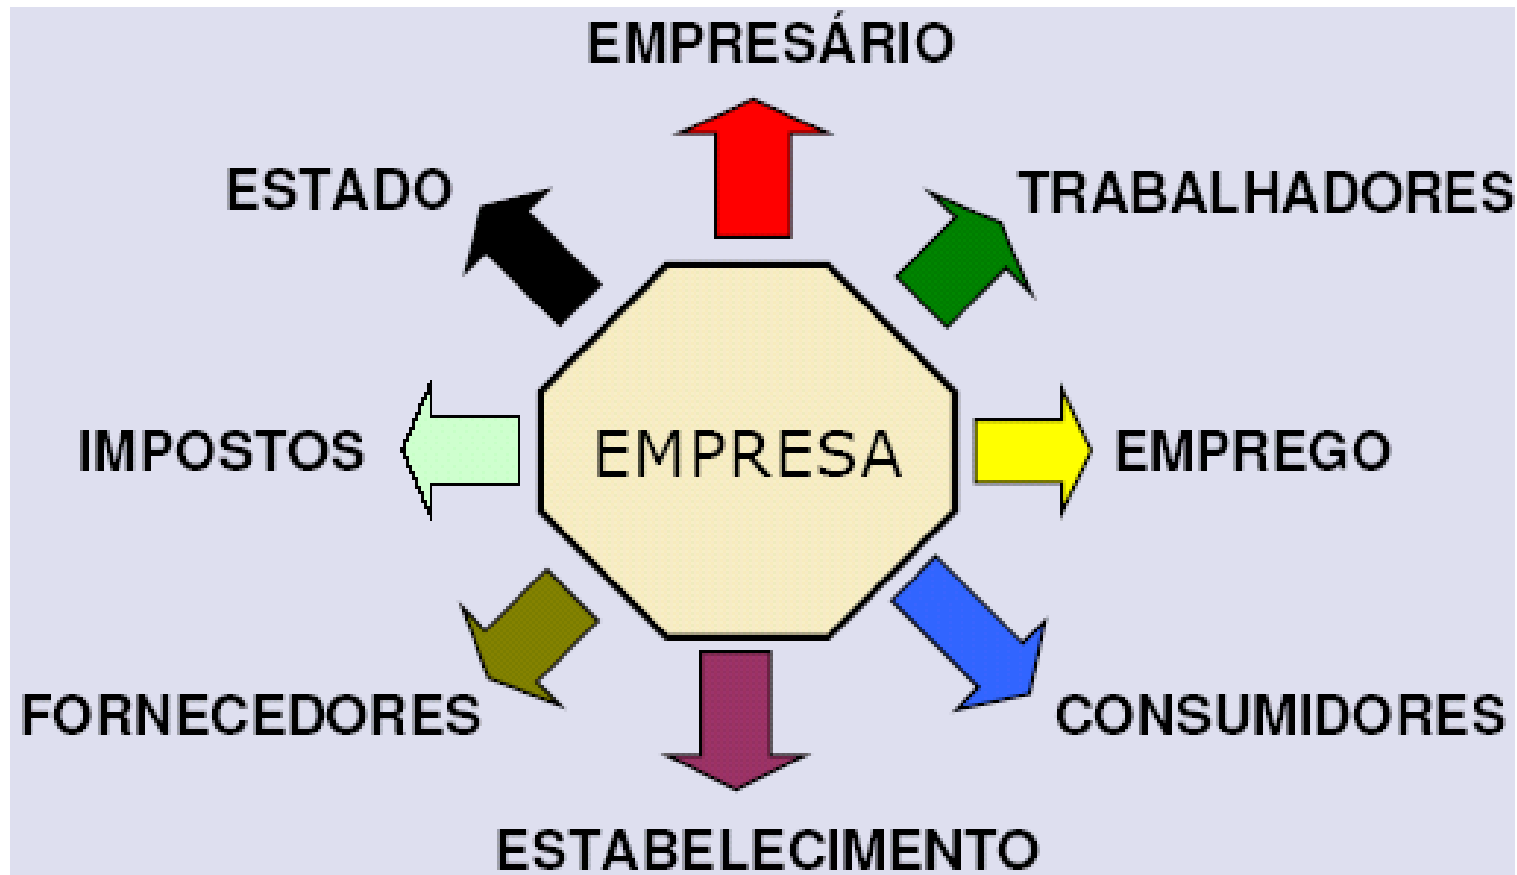 EMPRESÁRIO
ESTADO
TRABALHADORES
IMPOSTOS
EMPRESA
EMPREGO
FORNECEDORES
CONSUMIDORES
ESTABELECIMENTO